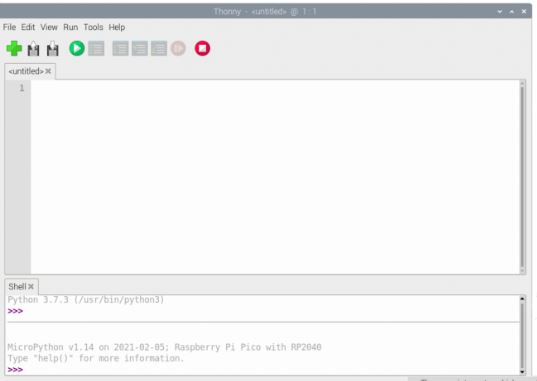 Thonny - <untitled> @ 1:1
File Edit View Run Tools Help
<untitled>
1
Shell
Python 3.7.3 (/usr/bin/python3)
>>>
MicroPython v1.14 on 2021-02-05; Raspberry Pi Pico with RP2040
Type "help()" for more information.
>>>